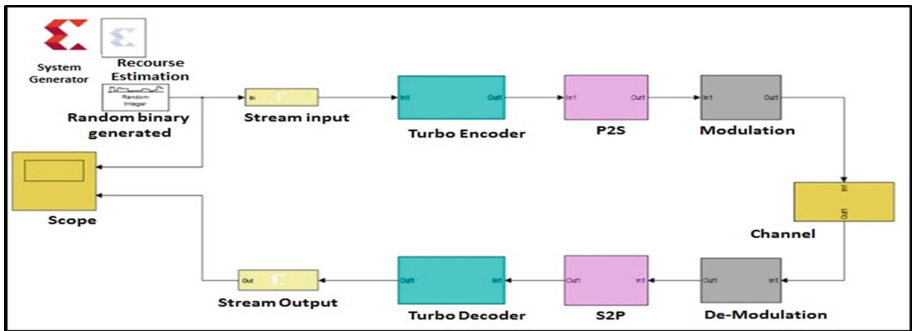 System
Generator
Recourse
Estimation
Random
Integer
Random binary
generated
In
Stream input
In1
Out1
Turbo Encoder
In1
Out1
P2S
In1
Out1
Modulation
Scope
In1
Out1
Channel
Out
Stream Output
Out1
In1
Turbo Decoder
Out1
In1
S2P
Out1
In1
De-Modulation